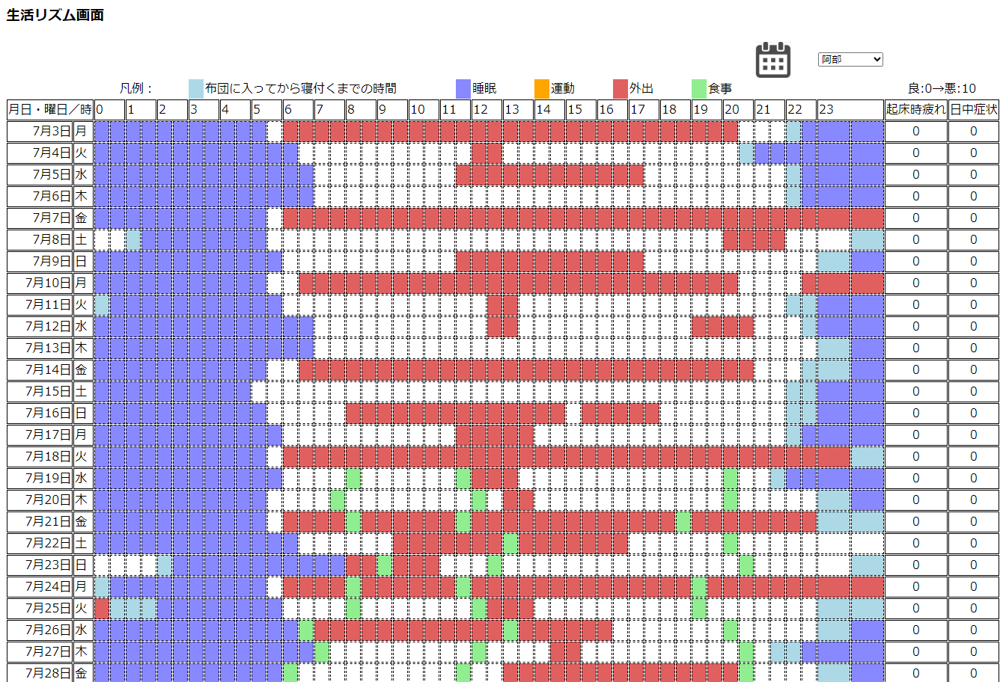 生活リズム画面
阿部
凡例： 布団に入ってから寝付くまでの時間 睡眠 運動 外出 食事 良:0→悪:10
月日・曜日／時 0 1 2 3 4 5 6 7 8 9 10 11 12 13 14 15 16 17 18 19 20 21 22 23 起床時疲れ 日中症状
7月3日 月 0 0
7月4日 火 0 0
7月5日 水 0 0
7月6日 木 0 0
7月7日 金 0 0
7月8日 土 0 0
7月9日 日 0 0
7月10日 月 0 0
7月11日 火 0 0
7月12日 水 0 0
7月13日 木 0 0
7月14日 金 0 0
7月15日 土 0 0
7月16日 日 0 0
7月17日 月 0 0
7月18日 火 0 0
7月19日 水 0 0
7月20日 木 0 0
7月21日 金 0 0
7月22日 土 0 0
7月23日 日 0 0
7月24日 月 0 0
7月25日 火 0 0
7月26日 水 0 0
7月27日 木 0 0
7月28日 金 0 0